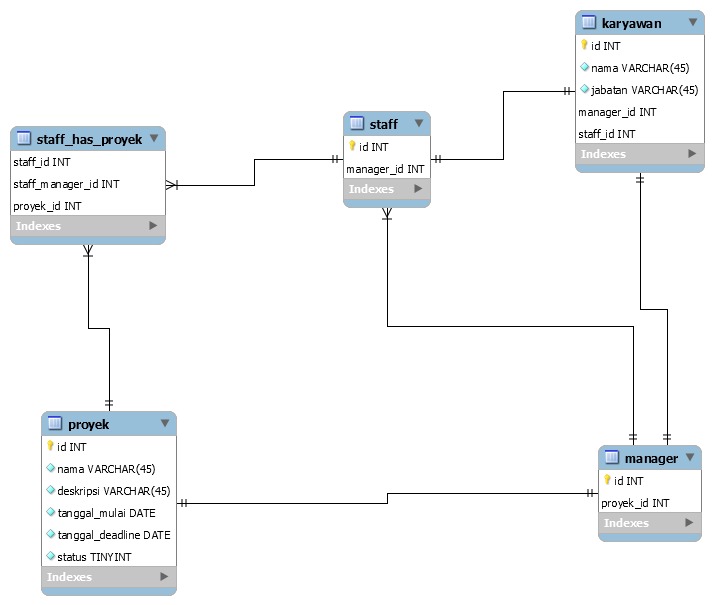 karyawan
id INT
nama VARCHAR(45)
jabatan VARCHAR(45)
manager_id INT
staff_id INT
Indexes
staff
id INT
manager_id INT
Indexes
staff_has_proyek
staff_id INT
staff_manager_id INT
proyek_id INT
Indexes
proyek
id INT
nama VARCHAR(45)
deskripsi VARCHAR(45)
tanggal_mulai DATE
tanggal_deadline DATE
status TINYINT
Indexes
manager
id INT
proyek_id INT
Indexes